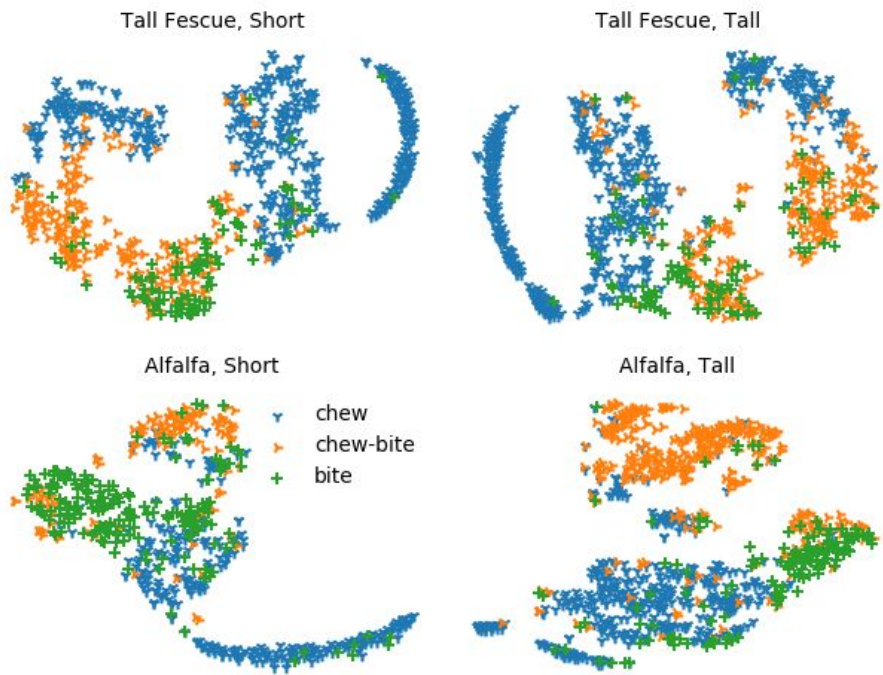 Tall Fescue, Short
Tall Fescue, Tall
Alfalfa, Short
Alfalfa, Tall
chew
chew-bite
bite